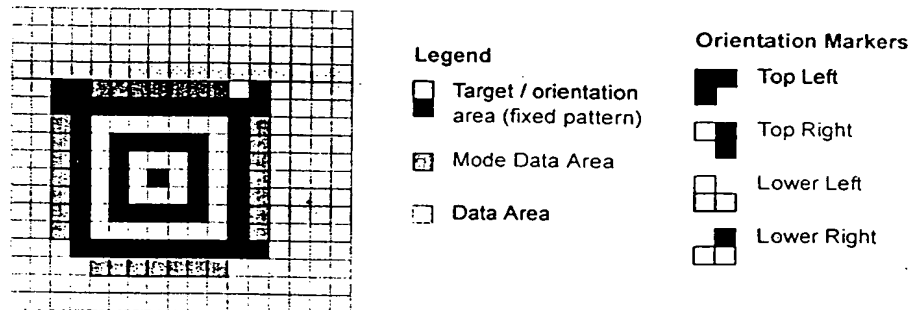 Legend
Target / orientation
area (fixed pattern)
Mode Data Area
Data Area
Orientation Markers
Top Left
Top Right
Lower Left
Lower Right